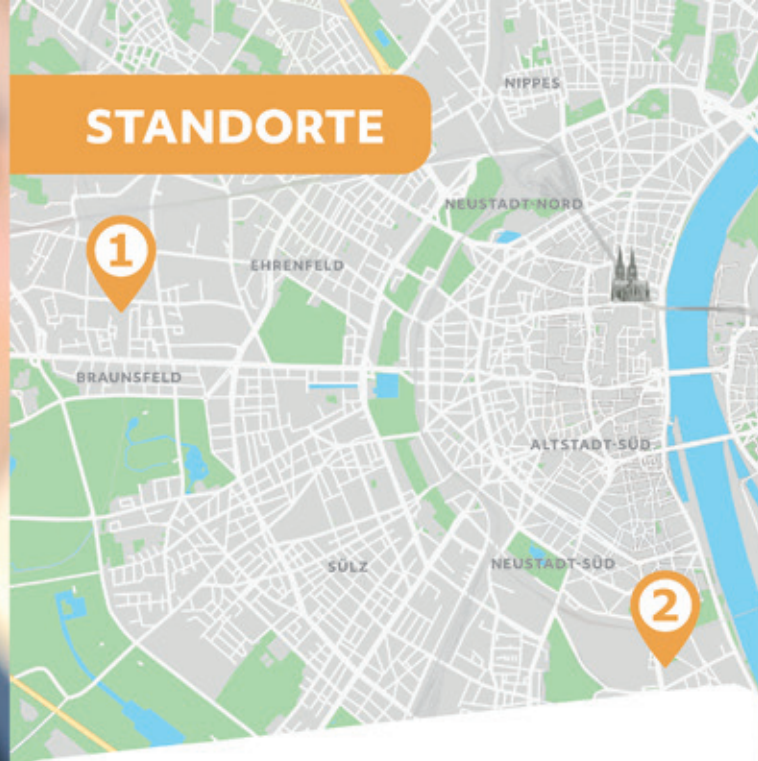 NIPPES
STANDORTE
NEUSTADT-NORD
1
EHRENFELD
BRAUNSFELD
ALTSTADT-SÜD
SÜLZ
NEUSTADT-SÜD
2